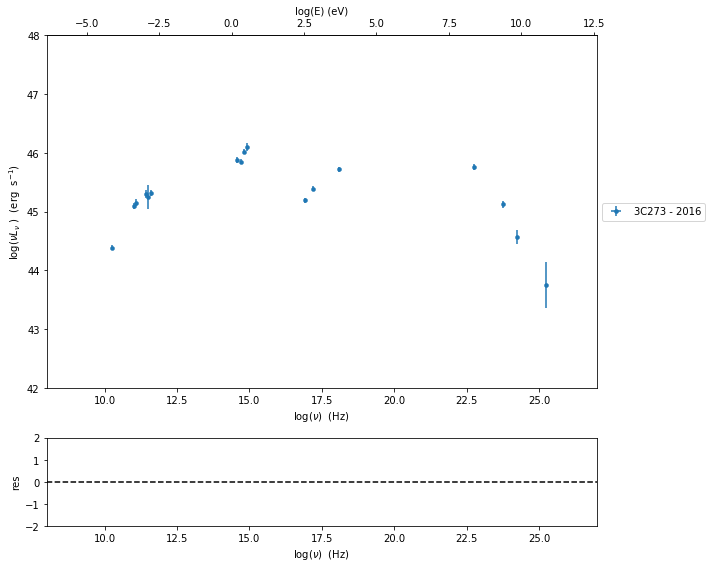 log(E) (eV)
−5.0 −2.5 0.0 2.5 5.0 7.5 10.0 12.5
48
47
46
45
44
43
42
log(νLν ) (erg s⁻¹)
3C273 - 2016
10.0 12.5 15.0 17.5 20.0 22.5 25.0
log(ν) (Hz)
2
1
0
−1
−2
res
10.0 12.5 15.0 17.5 20.0 22.5 25.0
log(ν) (Hz)